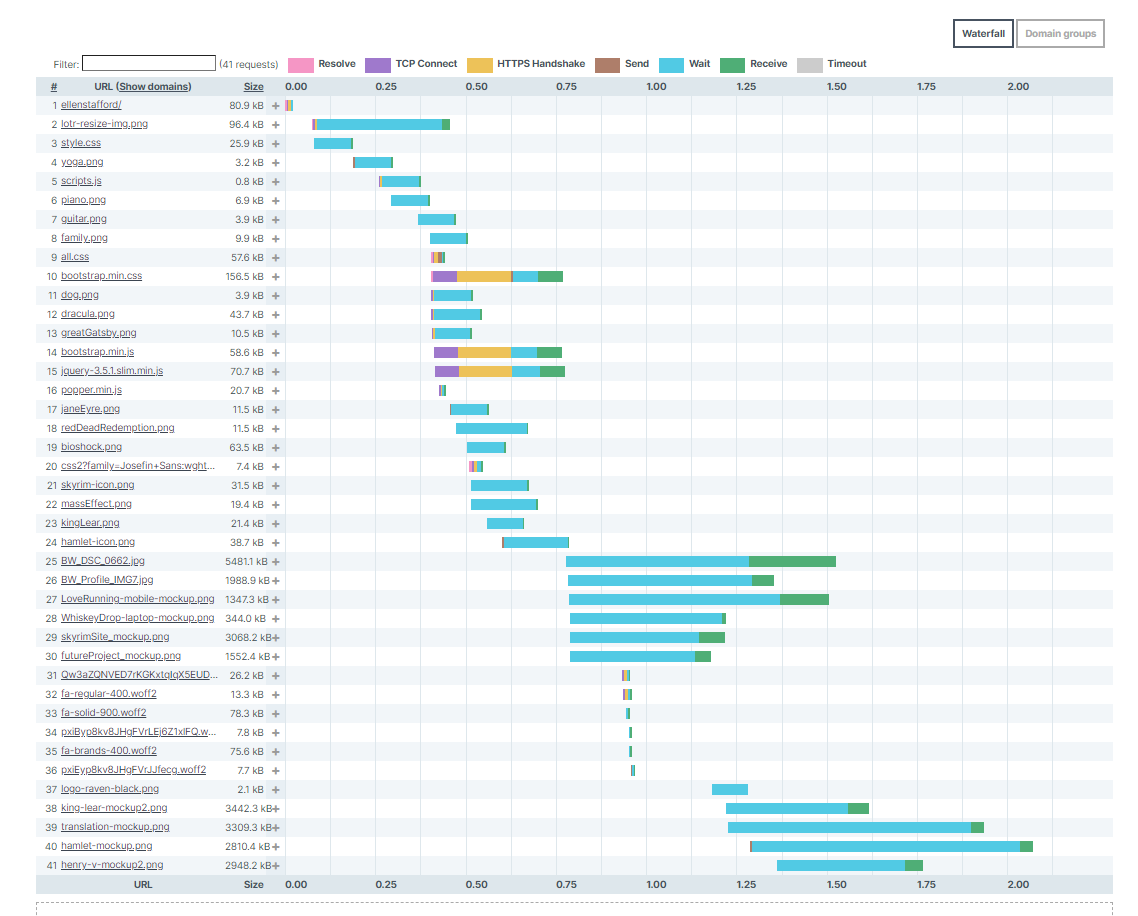 Waterfall Domain groups
Filter: (41 requests) Resolve TCP Connect HTTPS Handshake Send Wait Receive Timeout
# URL (Show domains) Size 0.00 0.25 0.50 0.75 1.00 1.25 1.50 1.75 2.00
1 ellenstafford/ 80.9 kB +
2 lotr-resize-img.png 96.4 kB +
3 style.css 25.9 kB +
4 yoga.png 3.2 kB +
5 scripts.js 0.8 kB +
6 piano.png 6.9 kB +
7 guitar.png 3.9 kB +
8 family.png 9.9 kB +
9 all.css 57.6 kB +
10 bootstrap.min.css 156.5 kB +
11 dog.png 3.9 kB +
12 dracula.png 43.7 kB +
13 greatGatsby.png 10.5 kB +
14 bootstrap.min.js 58.6 kB +
15 jquery-3.5.1.slim.min.js 70.7 kB +
16 popper.min.js 20.7 kB +
17 janeEyre.png 11.5 kB +
18 redDeadRedemption.png 11.5 kB +
19 bioshock.png 63.5 kB +
20 css2?family=Josefin+Sans:wght... 7.4 kB +
21 skyrim-icon.png 31.5 kB +
22 massEffect.png 19.4 kB +
23 kingLear.png 21.4 kB +
24 hamlet-icon.png 38.7 kB +
25 BW_DSC_0662.jpg 5481.1 kB +
26 BW_Profile_IMG7.jpg 1988.9 kB +
27 LoveRunning-mobile-mockup.png 1347.3 kB +
28 WhiskeyDrop-laptop-mockup.png 344.0 kB +
29 skyrimSite_mockup.png 3068.2 kB +
30 futureProject_mockup.png 1552.4 kB +
31 Qw3aZQNVED7rKGKxtqIqX5EUD... 26.2 kB +
32 fa-regular-400.woff2 13.3 kB +
33 fa-solid-900.woff2 78.3 kB +
34 pxiByp8kv8JHgFVrLEj6Z1xlFQ.w... 7.8 kB +
35 fa-brands-400.woff2 75.6 kB +
36 pxiEyp8kv8JHgFVrJJfecg.woff2 7.7 kB +
37 logo-raven-black.png 2.1 kB +
38 king-lear-mockup2.png 3442.3 kB +
39 translation-mockup.png 3309.3 kB +
40 hamlet-mockup.png 2810.4 kB +
41 henry-v-mockup2.png 2948.2 kB +
URL Size 0.00 0.25 0.50 0.75 1.00 1.25 1.50 1.75 2.00